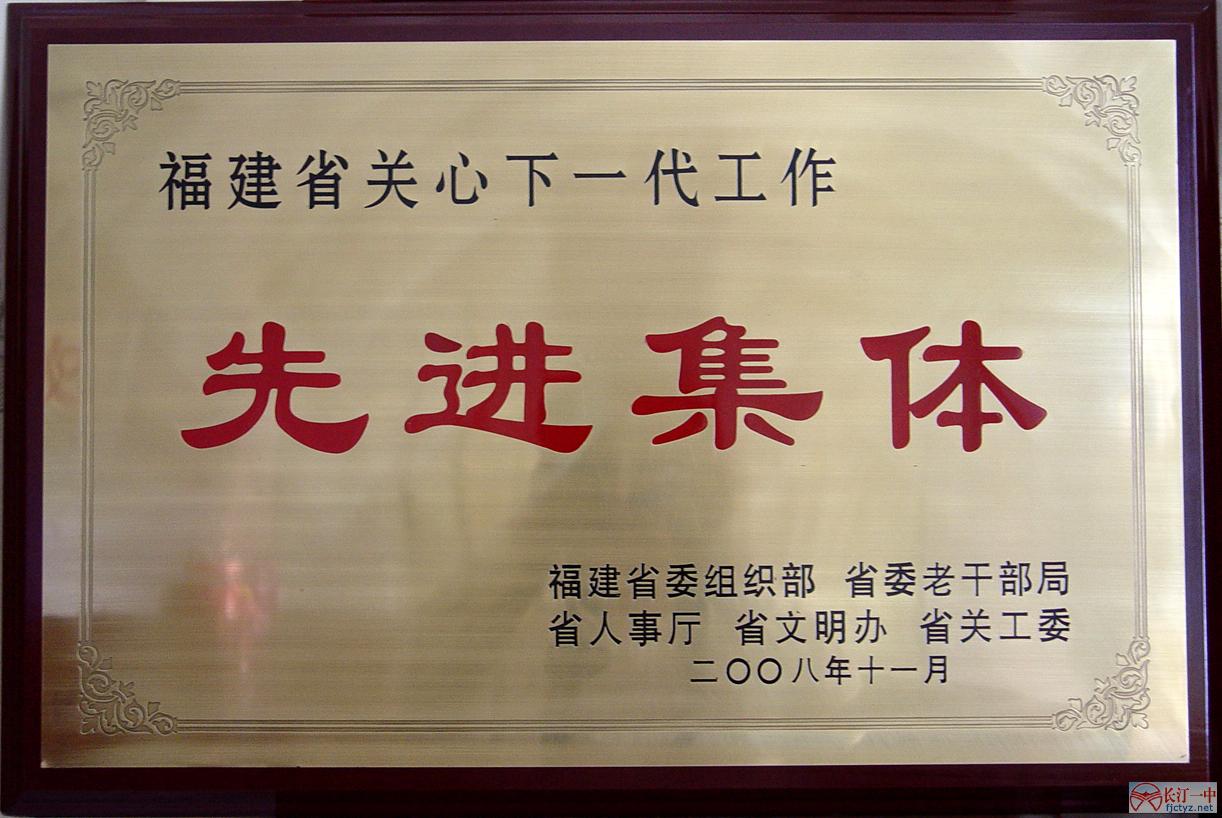 福建省关心下一代工作
先进集体
福建省委组织部 省委老干部局
省人事厅 省文明办 省关工委
二〇〇八年十一月
长汀一中
fjctyz.net